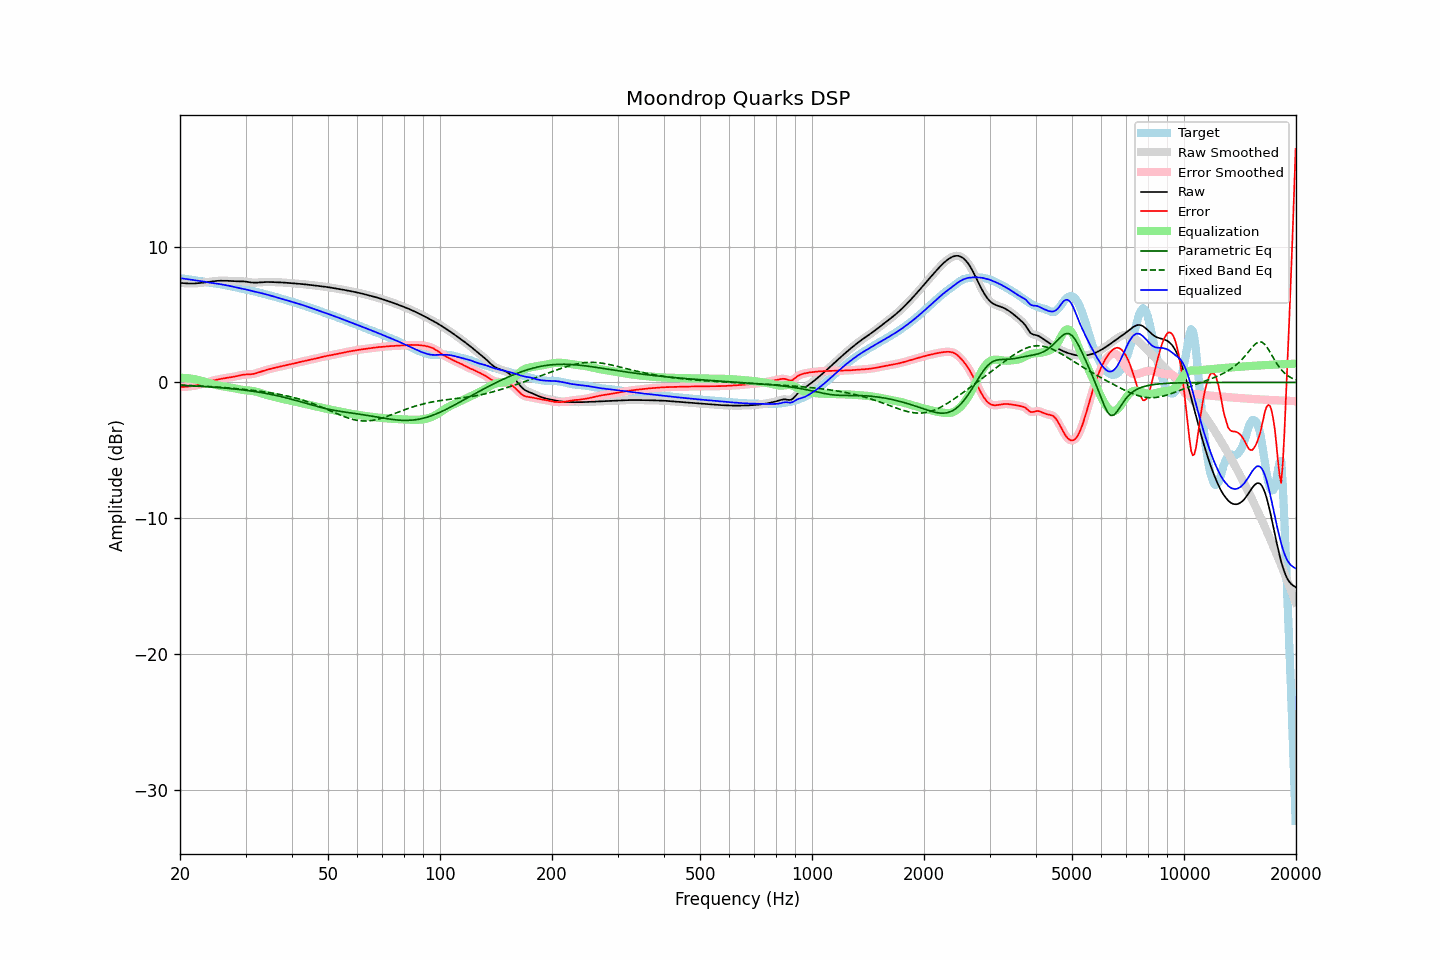 Moondrop Quarks DSP
Target
Raw Smoothed
Error Smoothed
Raw
Error
Equalization
Parametric Eq
Fixed Band Eq
Equalized
Amplitude (dBr)
10
0
−10
−20
−30
20 50 100 200 500 1000 2000 5000 10000 20000
Frequency (Hz)